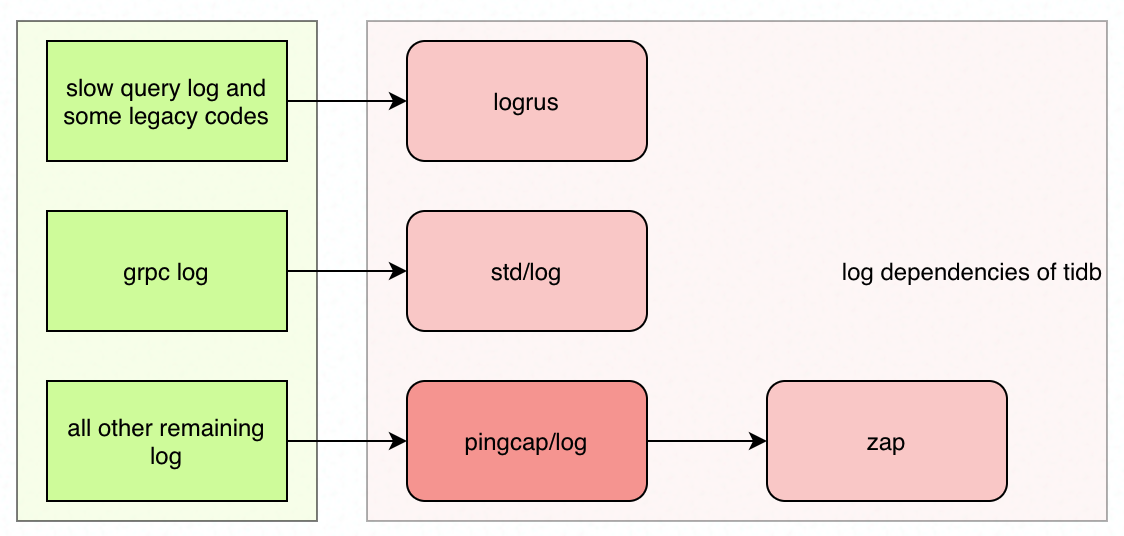 slow query log and
some legacy codes
logrus
grpc log
std/log
log dependencies of tidb
all other remaining
log
pingcap/log
zap